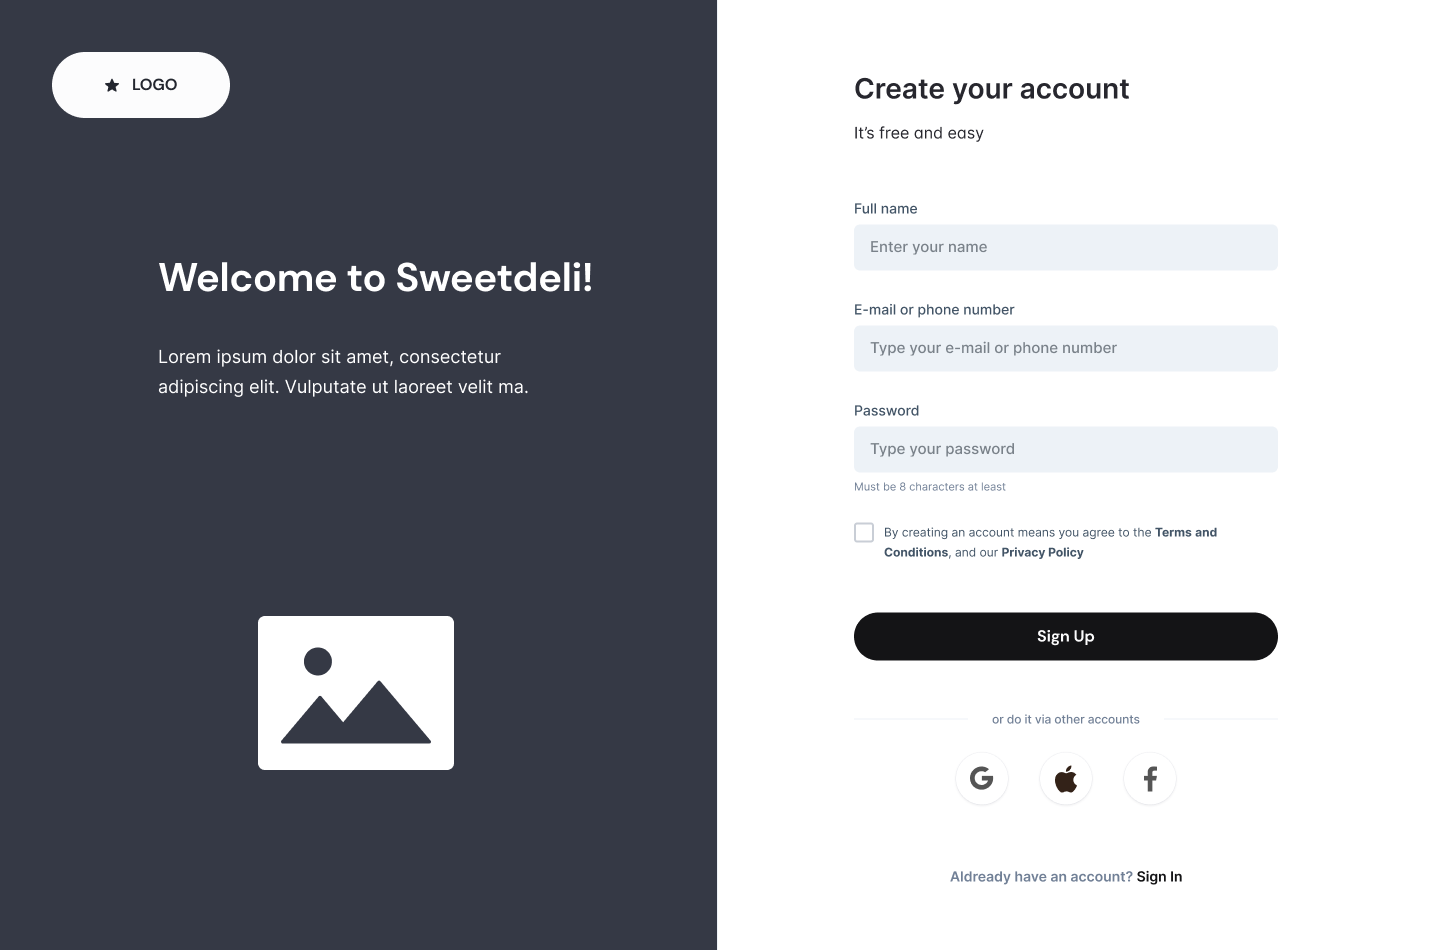 LOGO
Welcome to Sweetdeli!
Lorem ipsum dolor sit amet, consectetur
adipiscing elit. Vulputate ut laoreet velit ma.
Create your account
It's free and easy
Full name
Enter your name
E-mail or phone number
Type your e-mail or phone number
Password
Type your password
Must be 8 characters at least
By creating an account means you agree to the Terms and
Conditions, and our Privacy Policy
Sign Up
or do it via other accounts
Aldready have an account? Sign In